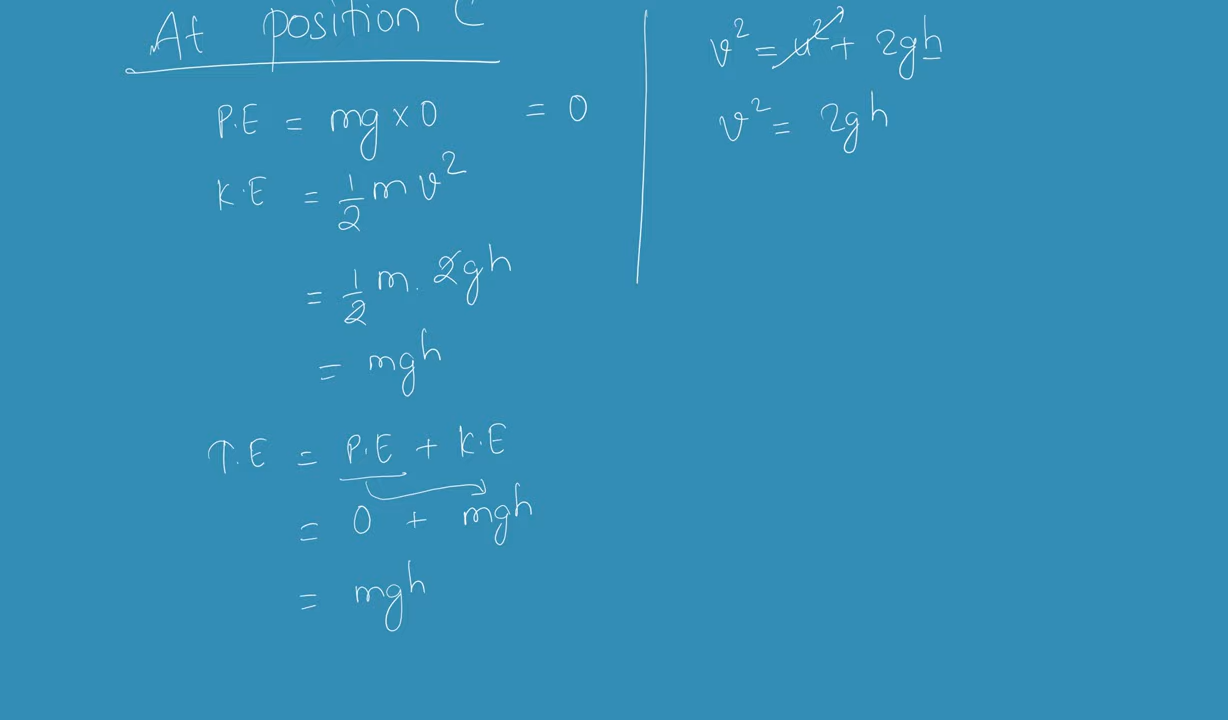 At position C
P.E = mg × 0 = 0
K.E = 1/2 m v²
= 1/2 m . 2gh
= mgh
T.E = P.E + K.E
= 0 + mgh
= mgh
v² = u² + 2gh
v² = 2gh